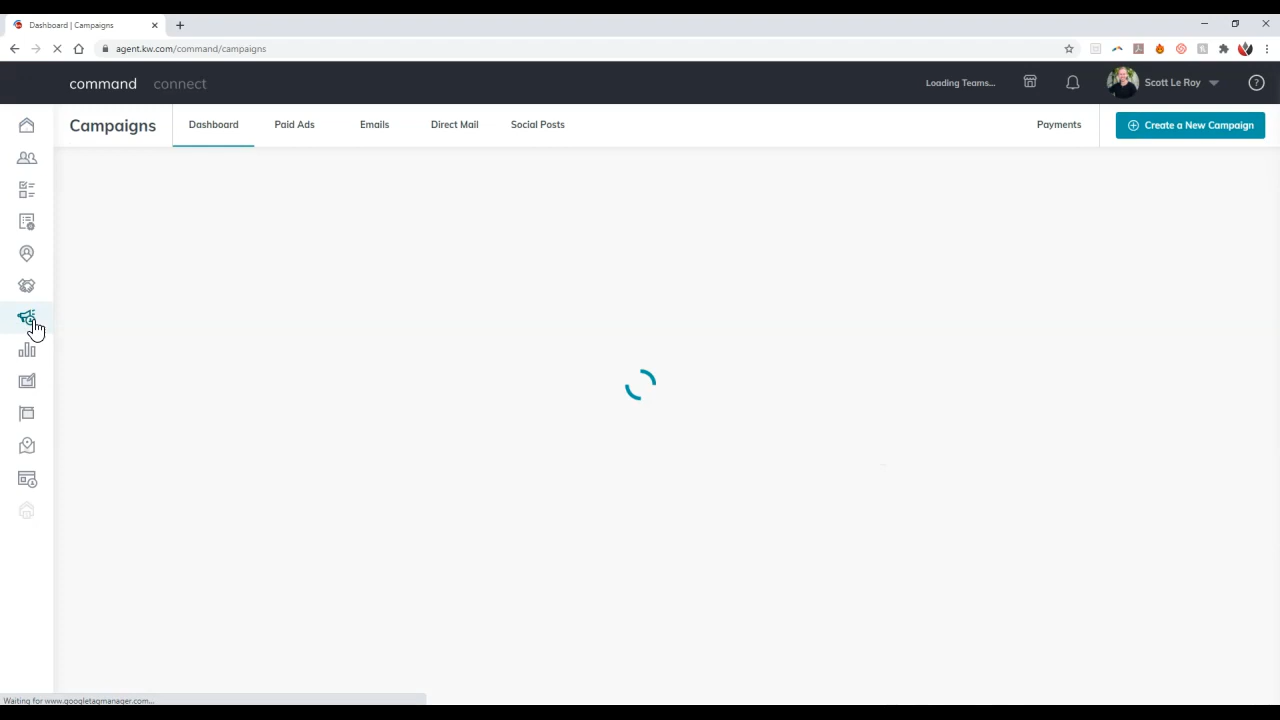 Dashboard | Campaigns
agent.kw.com/command/campaigns
command connect Loading Teams... Scott Le Roy
Campaigns Dashboard Paid Ads Emails Direct Mail Social Posts Payments Create a New Campaign
Waiting for www.googletagmanager.com...